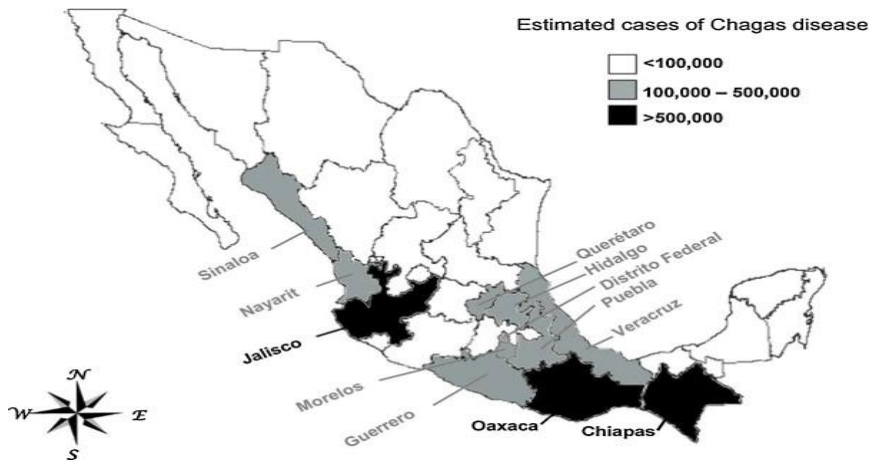 Estimated cases of Chagas disease
<100,000
100,000 – 500,000
>500,000
Querétaro
Hidalgo
Distrito Federal
Puebla
Veracruz
Sinaloa
Nayarit
Jalisco
Morelos
Guerrero
Oaxaca
Chiapas
N
W
E
S